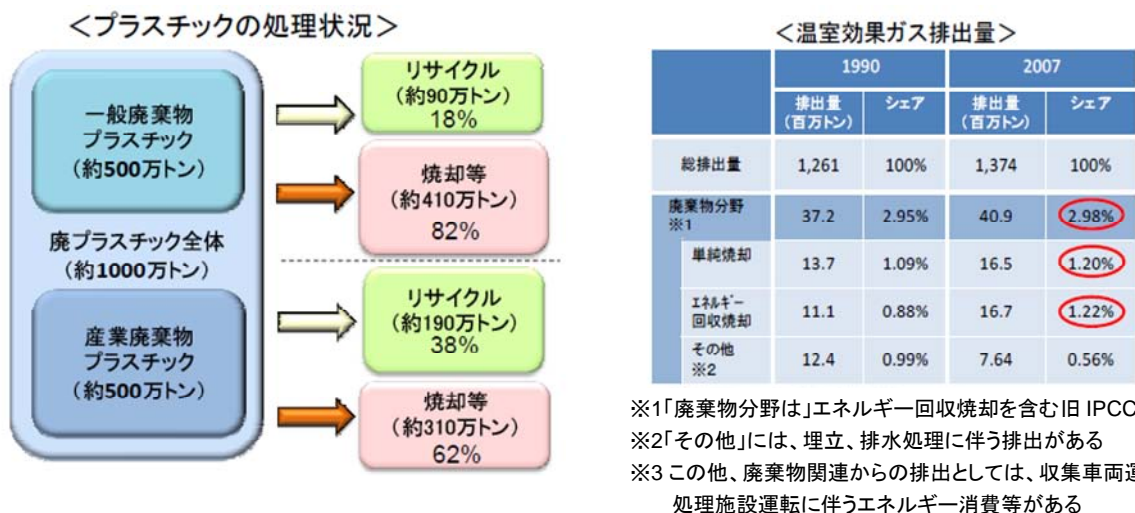 ＜プラスチックの処理状況＞
一般廃棄物
プラスチック
（約500万トン）
廃プラスチック全体
（約1000万トン）
産業廃棄物
プラスチック
（約500万トン）
リサイクル
（約90万トン）
18%
焼却等
（約410万トン）
82%
リサイクル
（約190万トン）
38%
焼却等
（約310万トン）
62%
＜温室効果ガス排出量＞
1990 2007
排出量 シェア 排出量 シェア
（百万トン） （百万トン）
総排出量 1,261 100% 1,374 100%
廃棄物分野 37.2 2.95% 40.9 2.98%
※1
単純焼却 13.7 1.09% 16.5 1.20%
エネルギー
回収焼却 11.1 0.88% 16.7 1.22%
その他 12.4 0.99% 7.64 0.56%
※2
※1「廃棄物分野は」エネルギー回収焼却を含む旧 IPCC
※2「その他」には、埋立、排水処理に伴う排出がある
※3 この他、廃棄物関連からの排出としては、収集車両運
処理施設運転に伴うエネルギー消費等がある